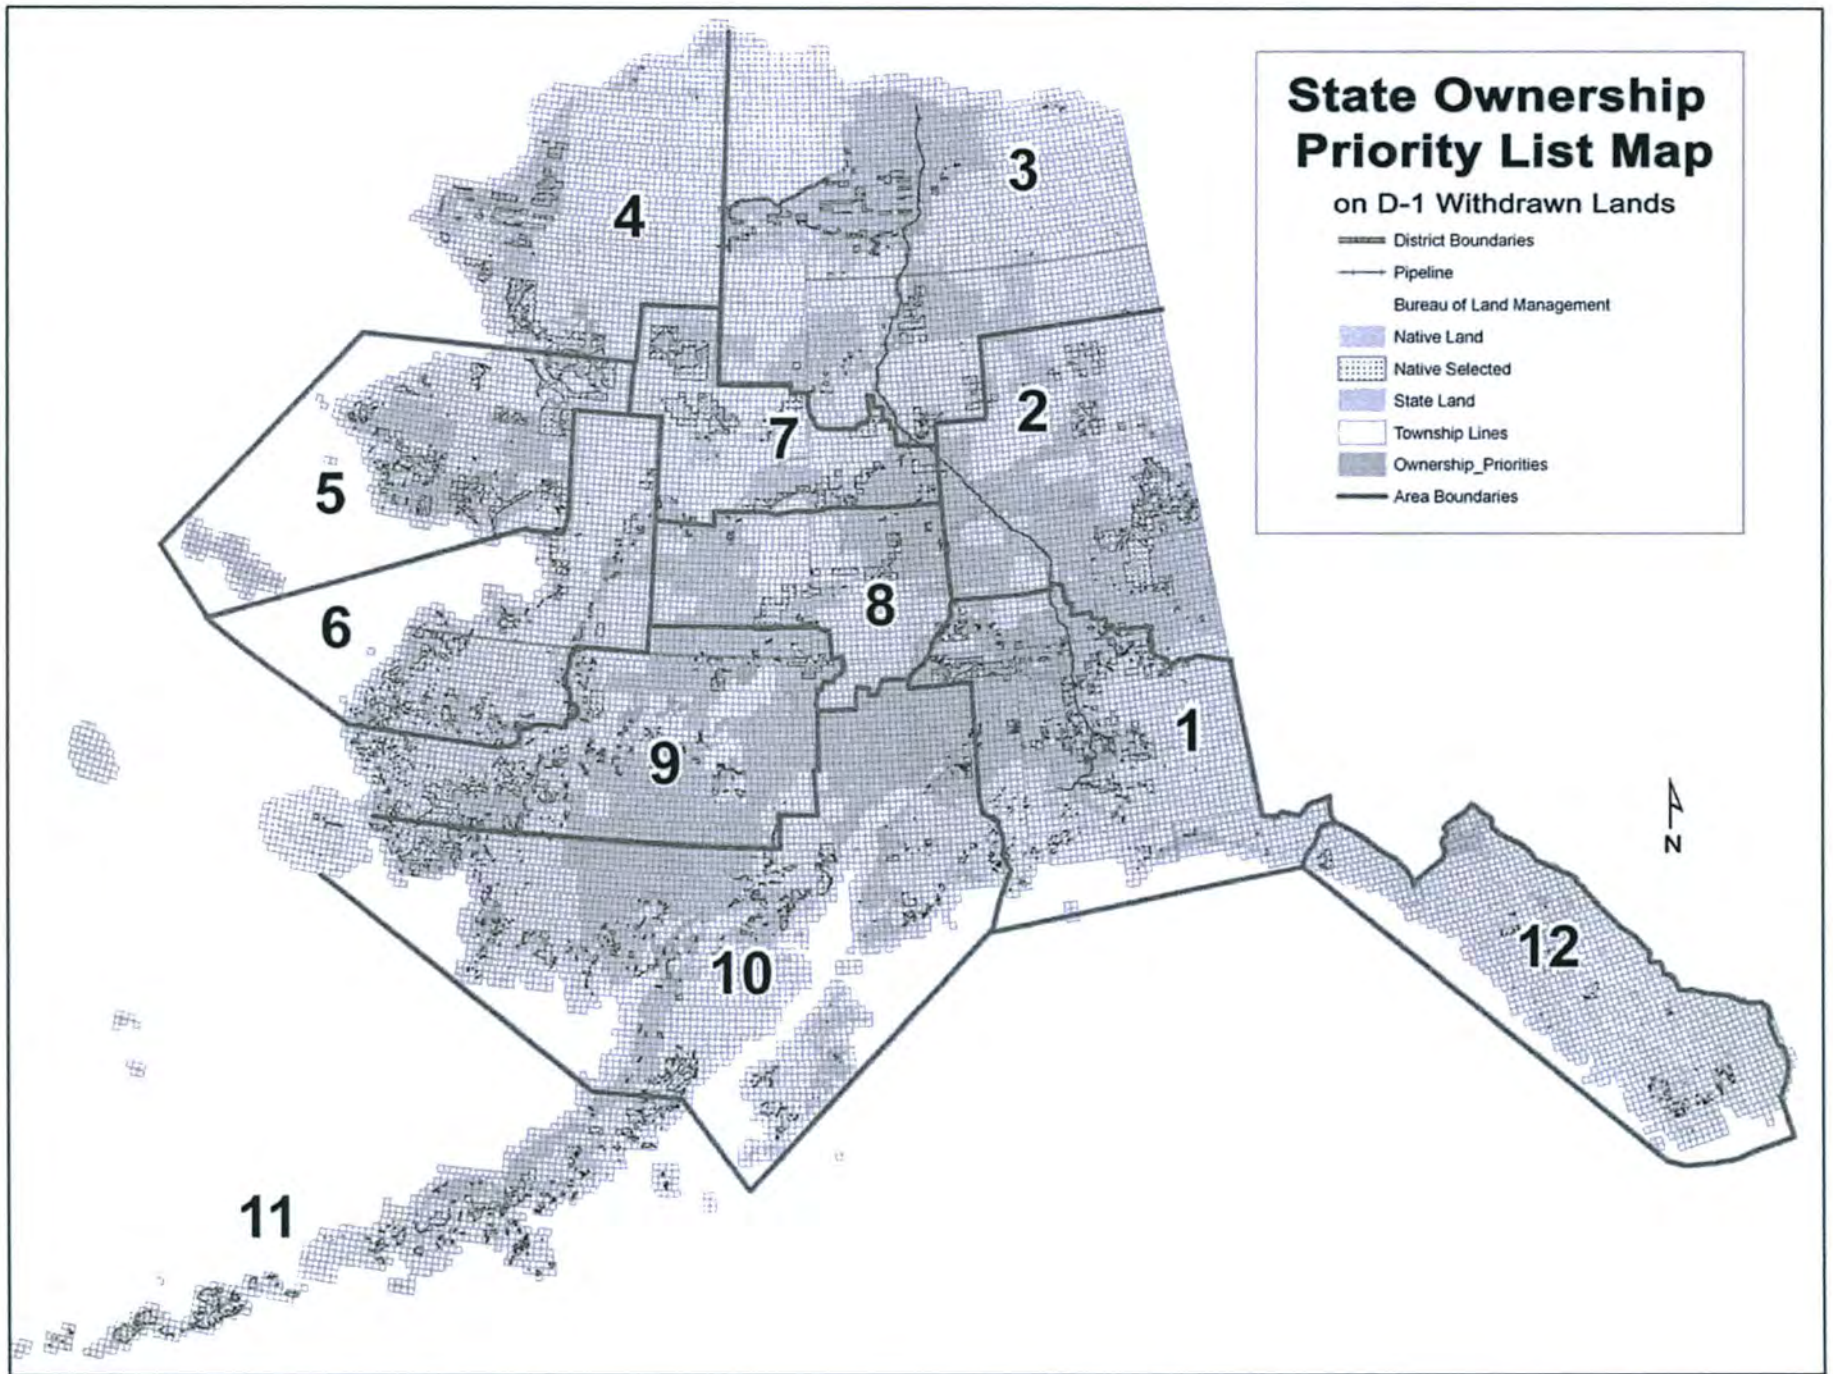 State Ownership
Priority List Map
on D-1 Withdrawn Lands
District Boundaries
Pipeline
Bureau of Land Management
Native Land
Native Selected
State Land
Township Lines
Ownership_Priorities
Area Boundaries
3
4
2
7
5
8
6
1
9
N
12
10
11